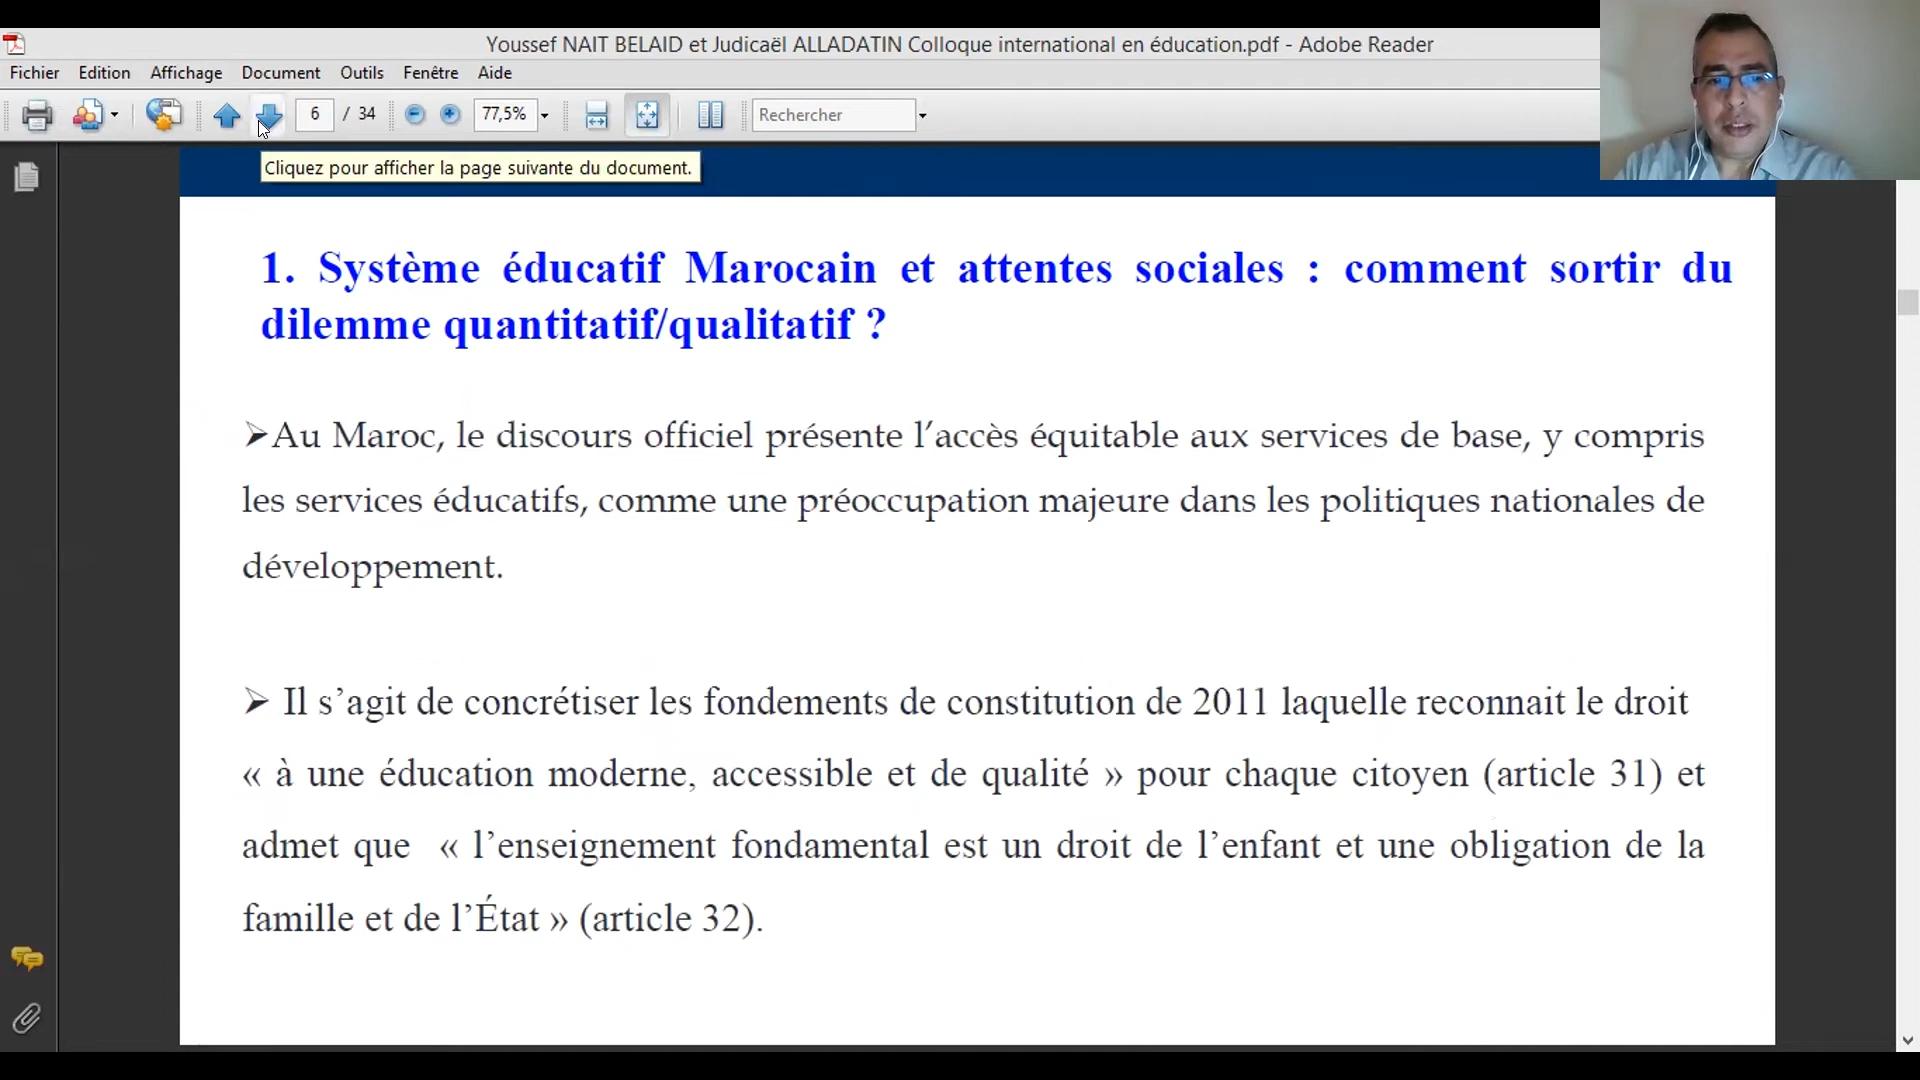 Youssef NAIT BELAID et Judicaël ALLADATIN Colloque international en éducation.pdf - Adobe Reader
Fichier Edition Affichage Document Outils Fenêtre Aide
6 / 34 77,5% Rechercher
Cliquez pour afficher la page suivante du document.
1. Système éducatif Marocain et attentes sociales : comment sortir du
dilemme quantitatif/qualitatif ?
➢Au Maroc, le discours officiel présente l’accès équitable aux services de base, y compris
les services éducatifs, comme une préoccupation majeure dans les politiques nationales de
développement.
➢ Il s’agit de concrétiser les fondements de constitution de 2011 laquelle reconnait le droit
« à une éducation moderne, accessible et de qualité » pour chaque citoyen (article 31) et
admet que « l’enseignement fondamental est un droit de l’enfant et une obligation de la
famille et de l’État » (article 32).